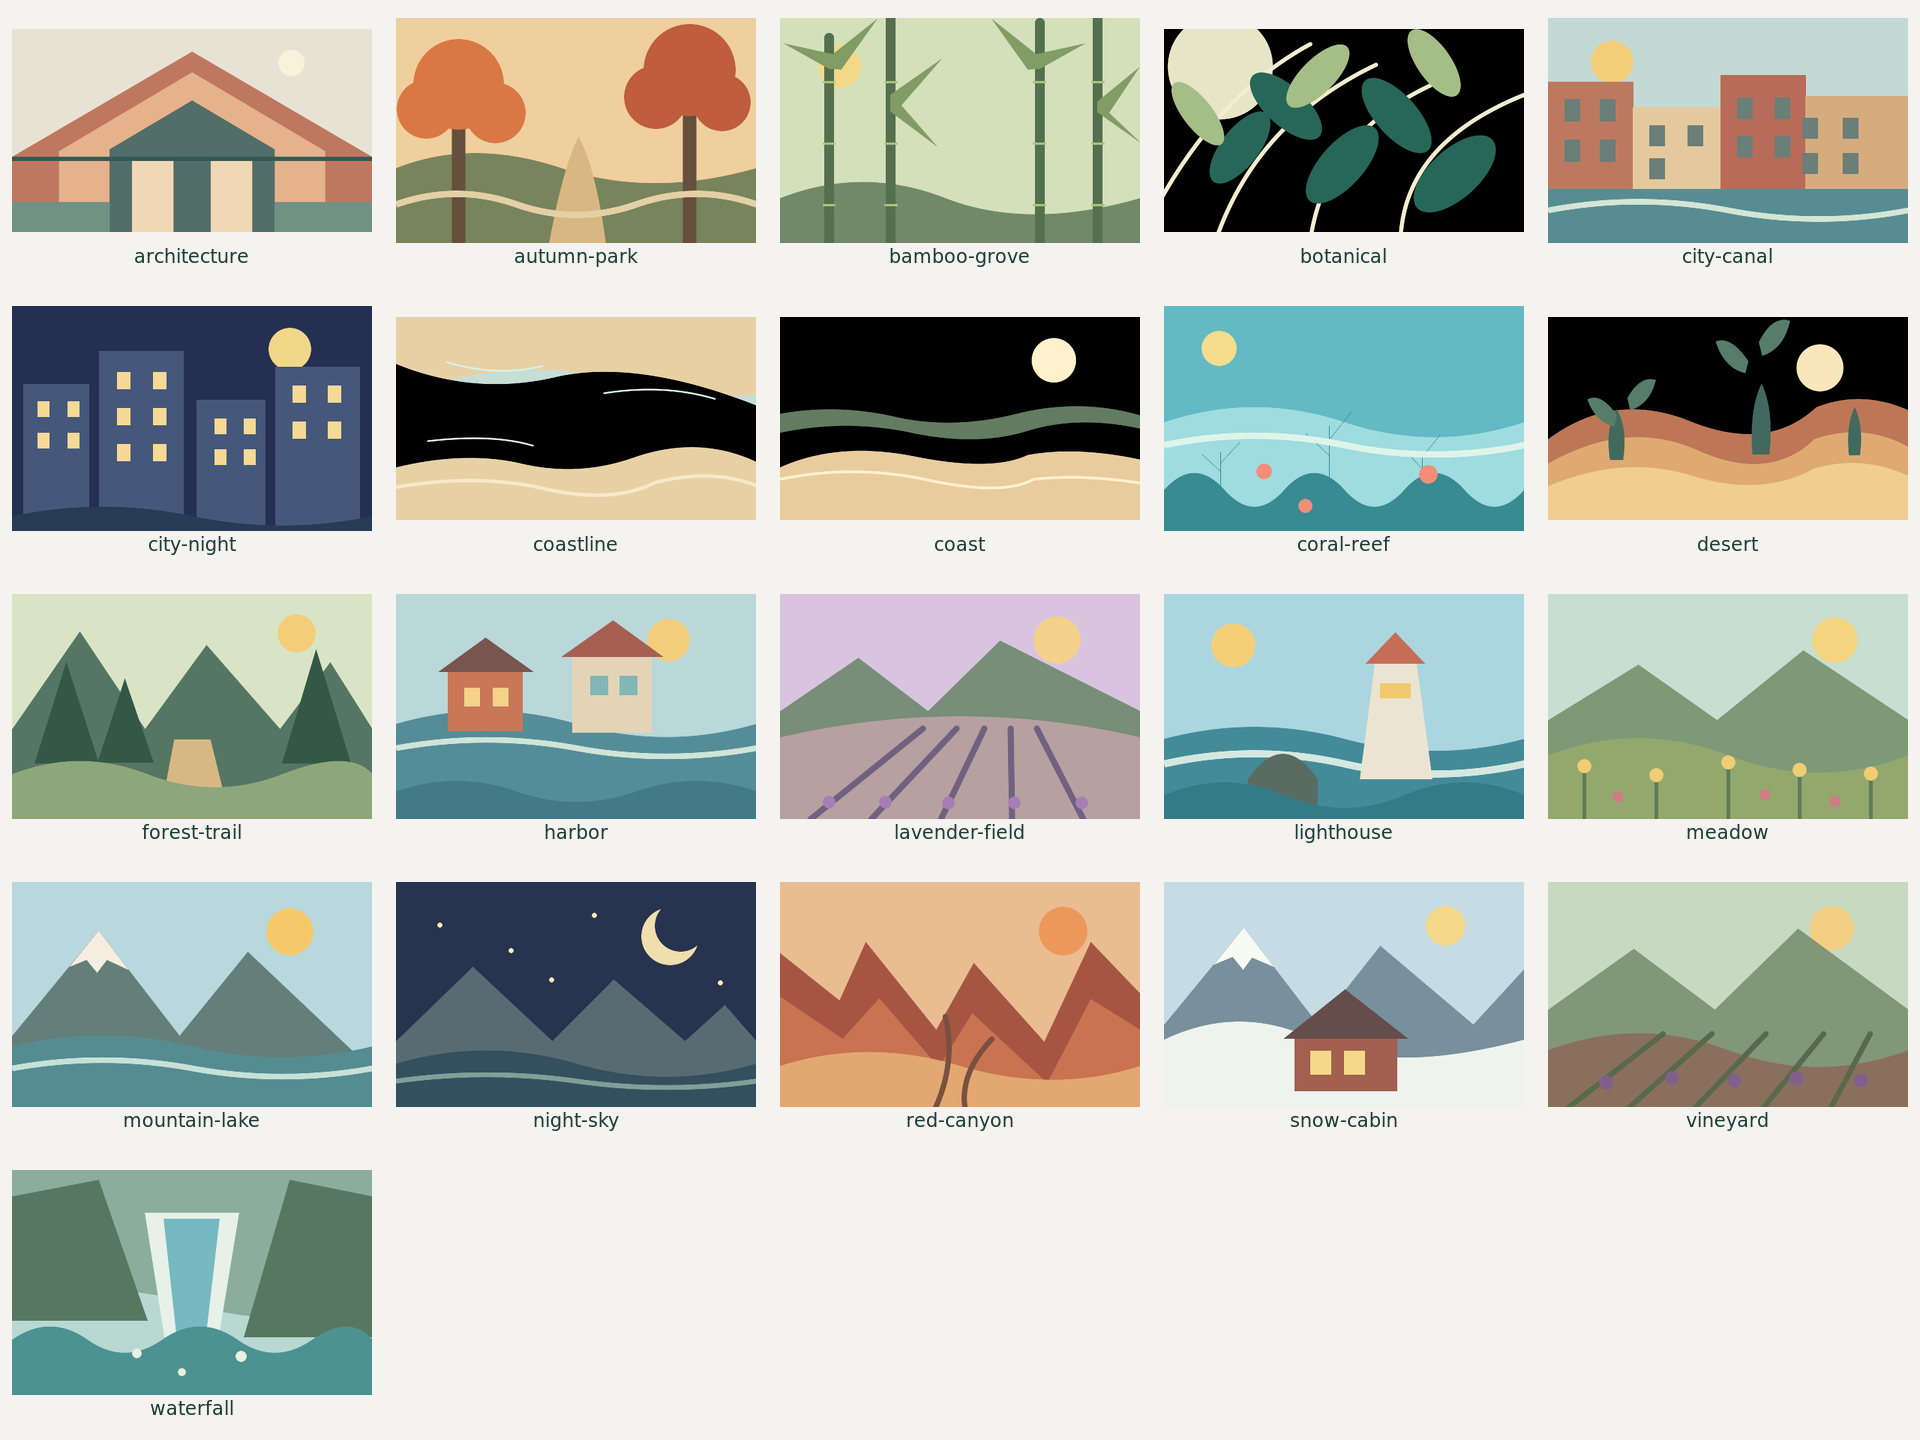 architecture
autumn-park
bamboo-grove
botanical
city-canal
city-night
coastline
coast
coral-reef
desert
forest-trail
harbor
lavender-field
lighthouse
meadow
mountain-lake
night-sky
red-canyon
snow-cabin
vineyard
waterfall